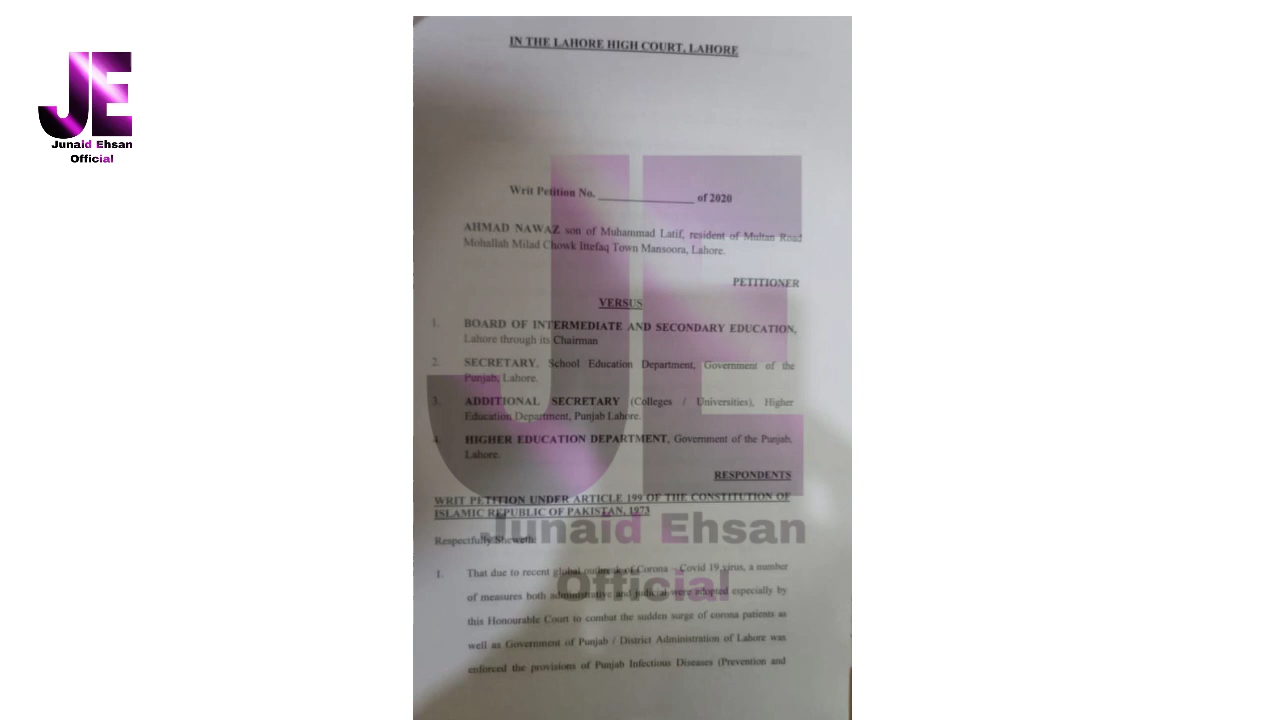 JE
Junaid Ehsan
Official
IN THE LAHORE HIGH COURT, LAHORE
Writ Petition No. ________________ of 2020
AHMAD NAWAZ son of Muhammad Latif, resident of Multan Road
Mohallah Milad Chowk Ittefaq Town Mansoora, Lahore.
PETITIONER
VERSUS
1. BOARD OF INTERMEDIATE AND SECONDARY EDUCATION,
Lahore through its Chairman
2. SECRETARY, School Education Department, Government of the
Punjab, Lahore.
3. ADDITIONAL SECRETARY (Colleges / Universities), Higher
Education Department, Punjab Lahore.
4. HIGHER EDUCATION DEPARTMENT, Government of the Punjab,
Lahore.
RESPONDENTS
WRIT PETITION UNDER ARTICLE 199 OF THE CONSTITUTION OF
ISLAMIC REPUBLIC OF PAKISTAN, 1973
Respectfully Sheweth:
1. That due to recent global outbreak of Corona – Covid 19 virus, a number
of measures both administrative and judicial were adopted especially by
this Honourable Court to combat the sudden surge of corona patients as
well as Government of Punjab / District Administration of Lahore was
enforced the provisions of Punjab Infectious Diseases (Prevention and
JE
Junaid Ehsan
Official